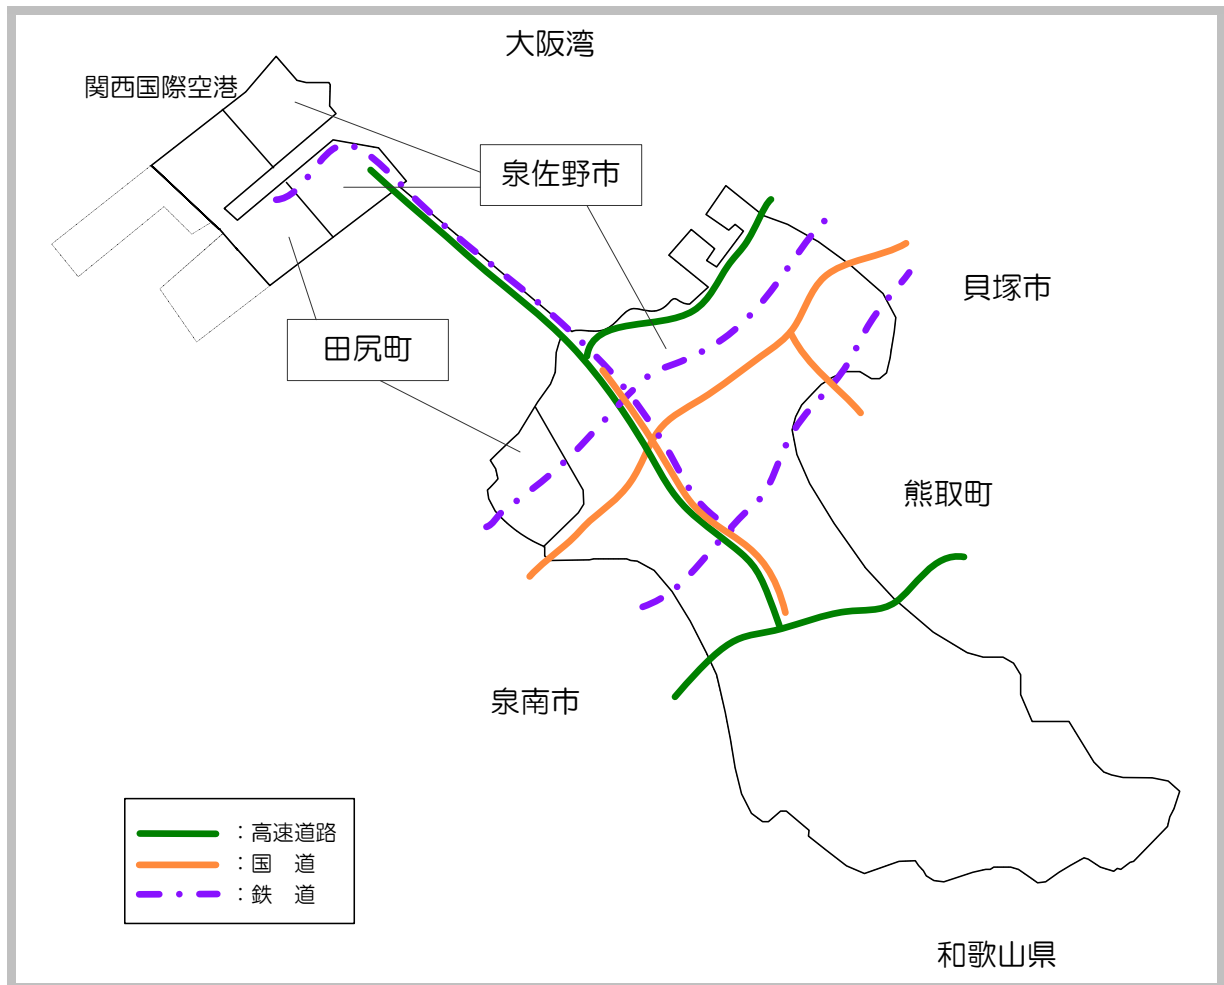 大阪湾
関西国際空港
泉佐野市
貝塚市
田尻町
熊取町
泉南市
：高速道路
：国　道
：鉄　道
和歌山県